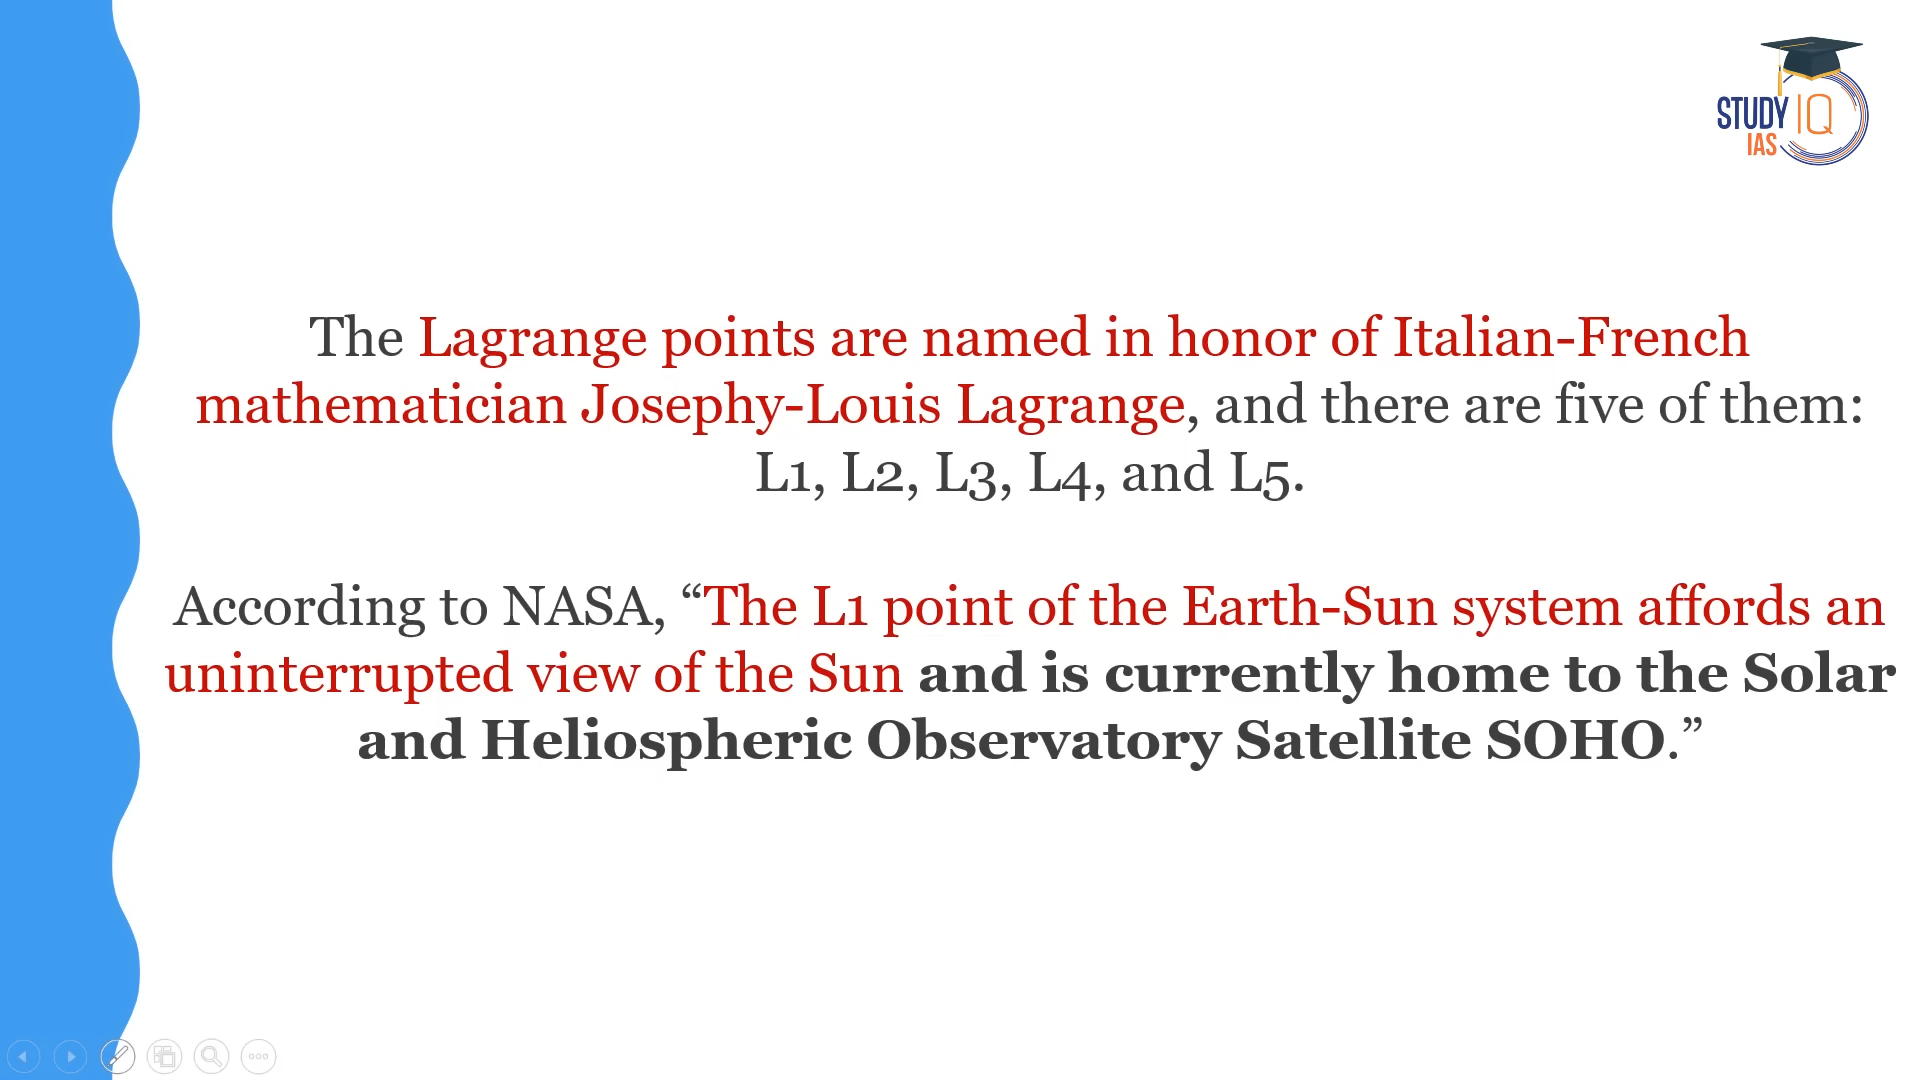 STUDY IQ
IAS
The Lagrange points are named in honor of Italian-French
mathematician Josephy-Louis Lagrange, and there are five of them:
L1, L2, L3, L4, and L5.
According to NASA, “The L1 point of the Earth-Sun system affords an
uninterrupted view of the Sun and is currently home to the Solar
and Heliospheric Observatory Satellite SOHO.”